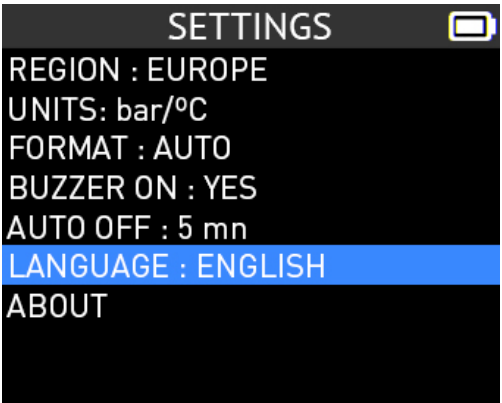 SETTINGS
REGION : EUROPE
UNITS: bar/ºC
FORMAT : AUTO
BUZZER ON : YES
AUTO OFF : 5 mn
LANGUAGE : ENGLISH
ABOUT